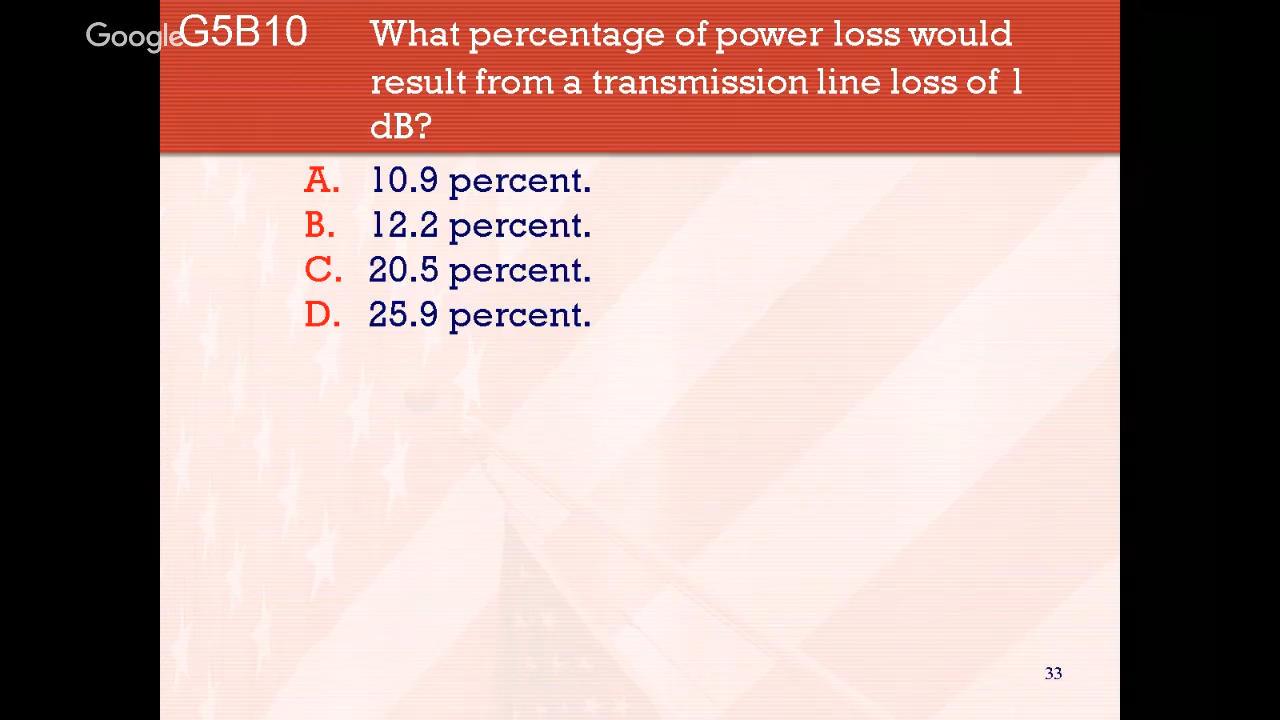 Google
G5B10
What percentage of power loss would
result from a transmission line loss of 1
dB?
A. 10.9 percent.
B. 12.2 percent.
C. 20.5 percent.
D. 25.9 percent.
33